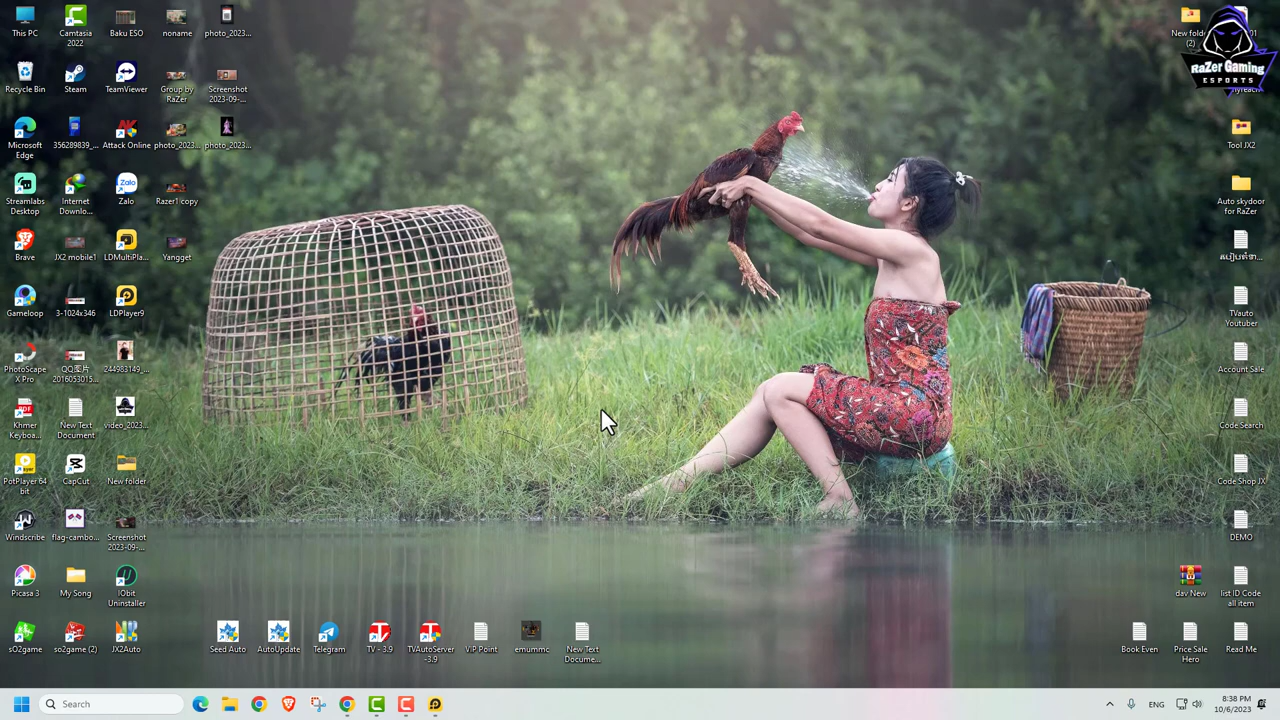 This PC
Camtasia
2022
Baku ESO
noname
photo_2023...
Recycle Bin
Steam
TeamViewer
Group by
RaZer
Screenshot
2023-09-...
Microsoft
Edge
356289839_...
Attack Online
photo_2023...
photo_2023...
Streamlabs
Desktop
Internet
Downlo...
Zalo
Razer1 copy
Brave
JX2 mobile1
LDMultiPla...
Yangget
Gameloop
3-1024x346
LDPlayer9
PhotoScape
X Pro
QQ图片
2016053015...
244983149_...
Khmer
Keyboa...
New Text
Document
video_2023...
PotPlayer 64
bit
CapCut
New folder
Windscribe
flag-cambo...
Screenshot
2023-09-...
Picasa 3
My Song
IObit
Uninstaller
sO2game
so2game (2)
JX2Auto
Seed Auto
AutoUpdate
Telegram
TV - 3.9
TVAutoServer
-3.9
V.I.P Point
emummc
New Text
Docume...
New folder
(2)
RaZer Gaming
ESPORTS
Tool JX2
Auto skydoor
for RaZer
TVauto
Youtuber
Account Sale
Code Search
Code Shop JX
DEMO
dav New
list ID Code
all item
Book Even
Price Sale
Hero
Read Me
Search
ENG
8:38 PM
10/6/2023